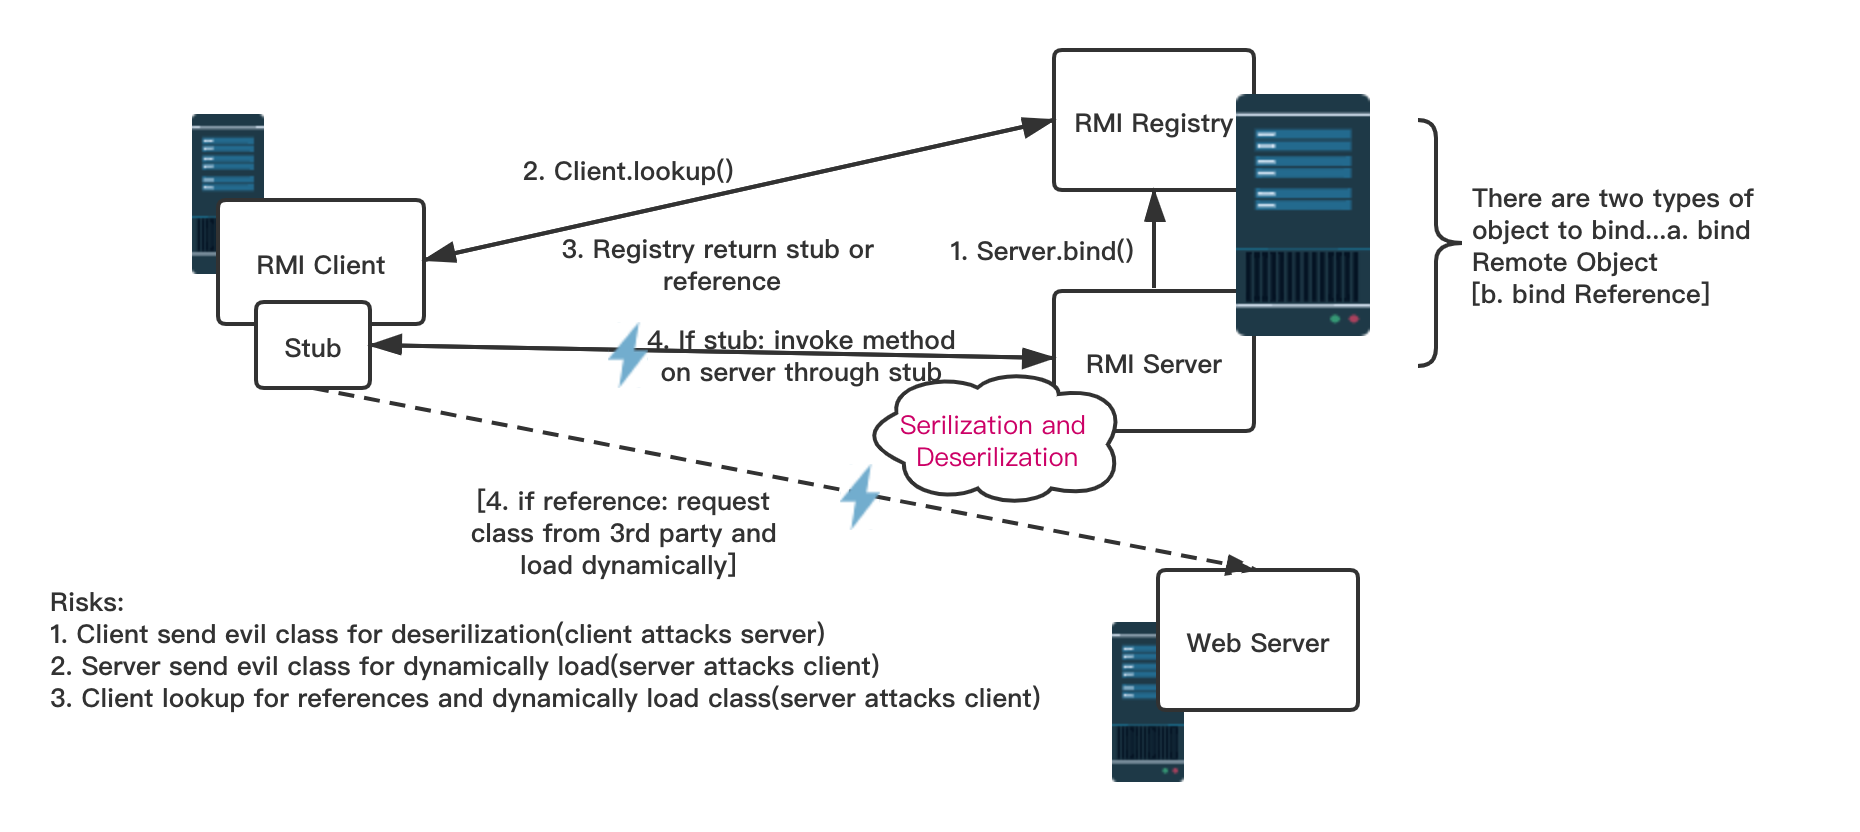 RMI Registry
2. Client.lookup()
There are two types of
object to bind...a. bind
Remote Object
[b. bind Reference]
RMI Client
3. Registry return stub or
reference
1. Server.bind()
Stub
4. If stub: invoke method
on server through stub
RMI Server
Serilization and
Deserilization
[4. if reference: request
class from 3rd party and
load dynamically]
Risks:
1. Client send evil class for deserilization(client attacks server)
2. Server send evil class for dynamically load(server attacks client)
3. Client lookup for references and dynamically load class(server attacks client)
Web Server